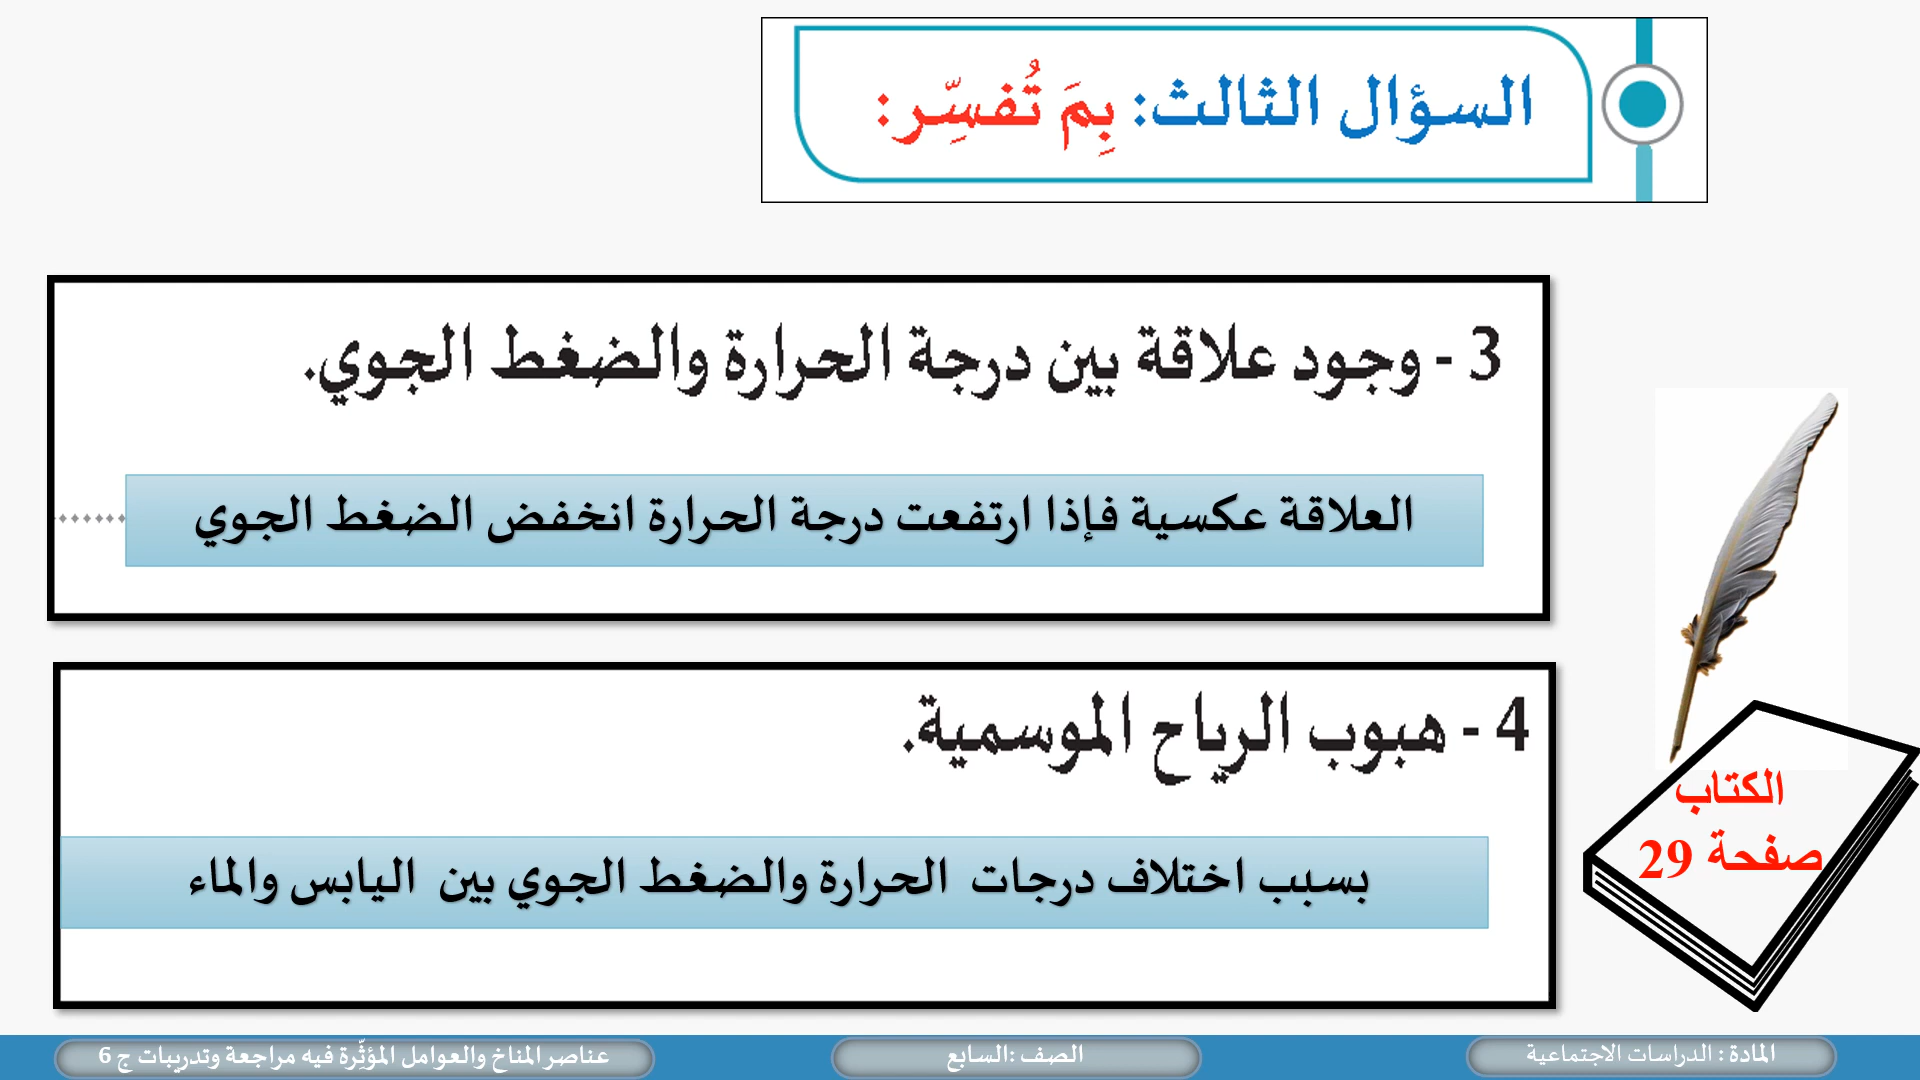 السؤال الثالث: بِمَ تُفسِّر:
3 - وجود علاقة بين درجة الحرارة والضغط الجوي.
العلاقة عكسية فإذا ارتفعت درجة الحرارة انخفض الضغط الجوي
4 - هبوب الرياح الموسمية.
بسبب اختلاف درجات الحرارة والضغط الجوي بين اليابس والماء
الكتاب
صفحة 29
المادة : الدراسات الاجتماعية
الصف :السابع
عناصر المناخ والعوامل المؤثِّرة فيه مراجعة وتدريبات ج 6